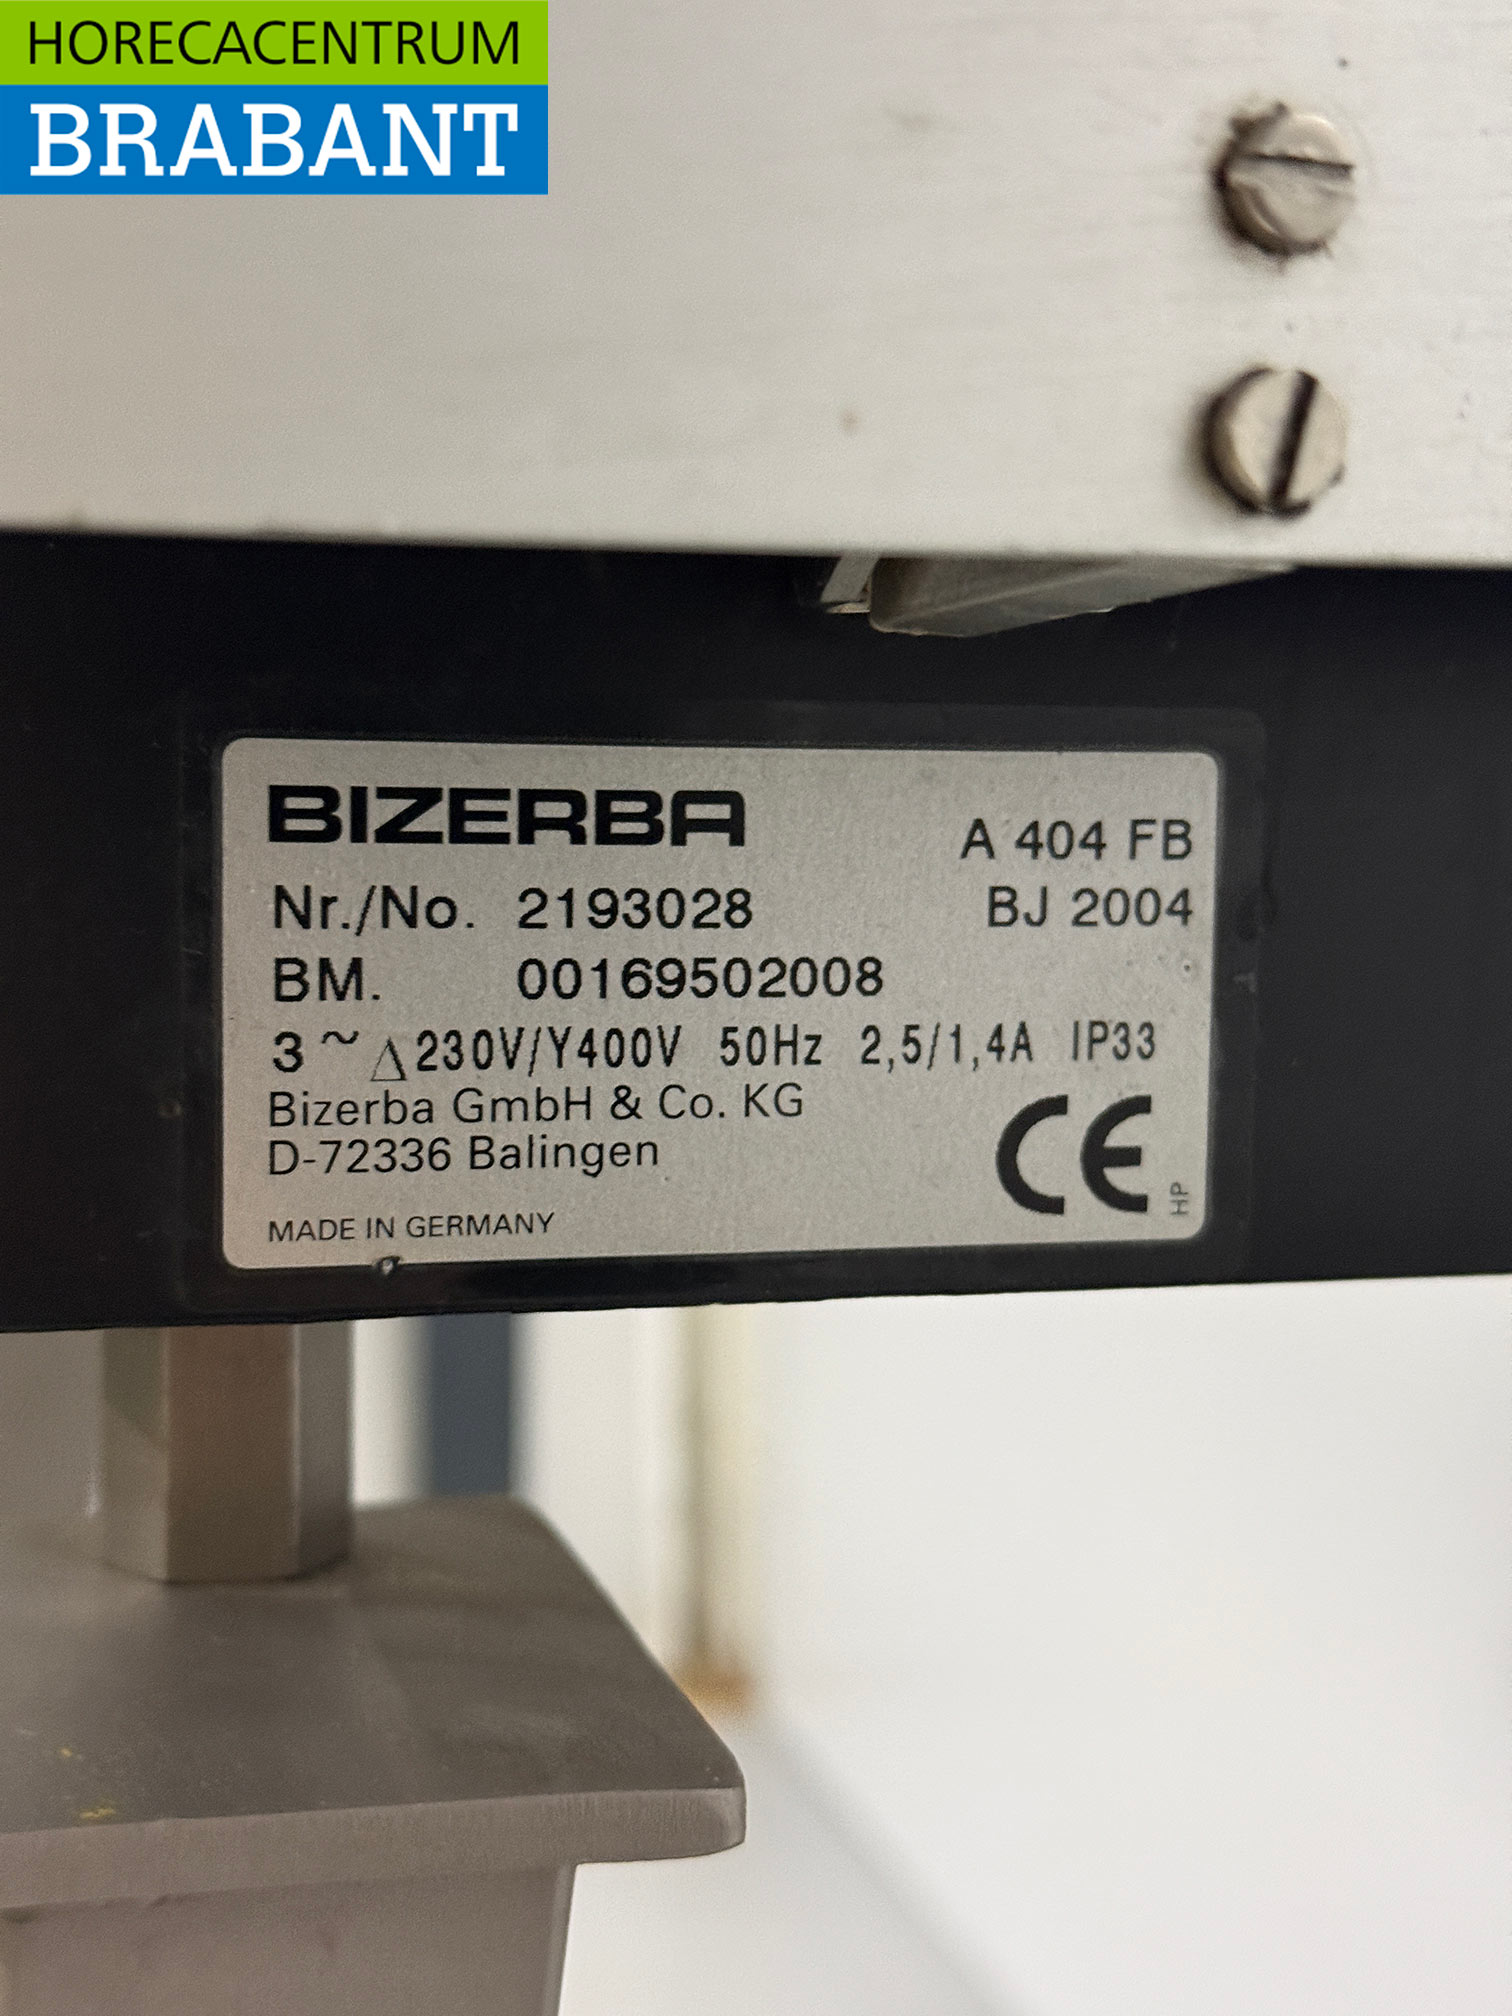 HORECACENTRUM
BRABANT
BIZERBA A 404 FB
Nr./No. 2193028 BJ 2004
BM. 00169502008
3 ~ △ 230V/Y400V 50Hz 2,5/1,4A IP33
Bizerba GmbH & Co. KG
D-72336 Balingen
CE
HP
MADE IN GERMANY